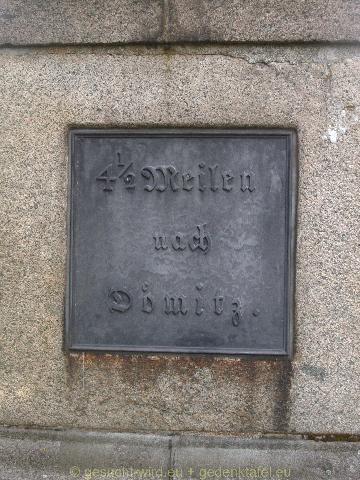 4½ Meilen
nach
Dömitz.
© gesucht-wird.eu + gedenktafel.eu